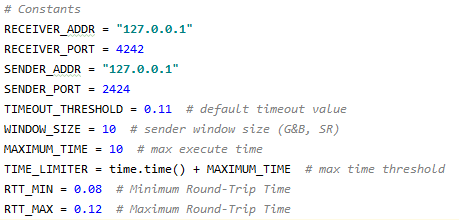 # Constants
RECEIVER_ADDR = "127.0.0.1"
RECEIVER_PORT = 4242
SENDER_ADDR = "127.0.0.1"
SENDER_PORT = 2424
TIMEOUT_THRESHOLD = 0.11  # default timeout value
WINDOW_SIZE = 10  # sender window size (G&B, SR)
MAXIMUM_TIME = 10  # max execute time
TIME_LIMITER = time.time() + MAXIMUM_TIME  # max time threshold
RTT_MIN = 0.08  # Minimum Round-Trip Time
RTT_MAX = 0.12  # Maximum Round-Trip Time